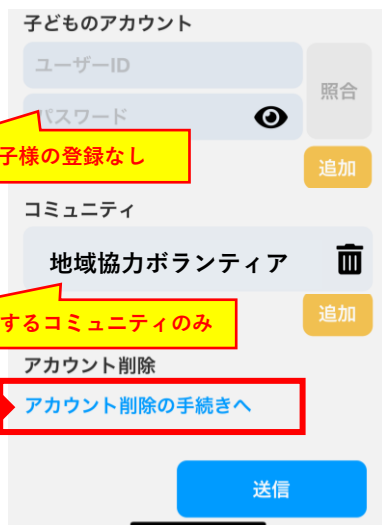 子どものアカウント
ユーザーID
照合
パスワード
子様の登録なし
追加
コミュニティ
地域協力ボランティア
するコミュニティのみ
追加
アカウント削除
アカウント削除の手続きへ
送信